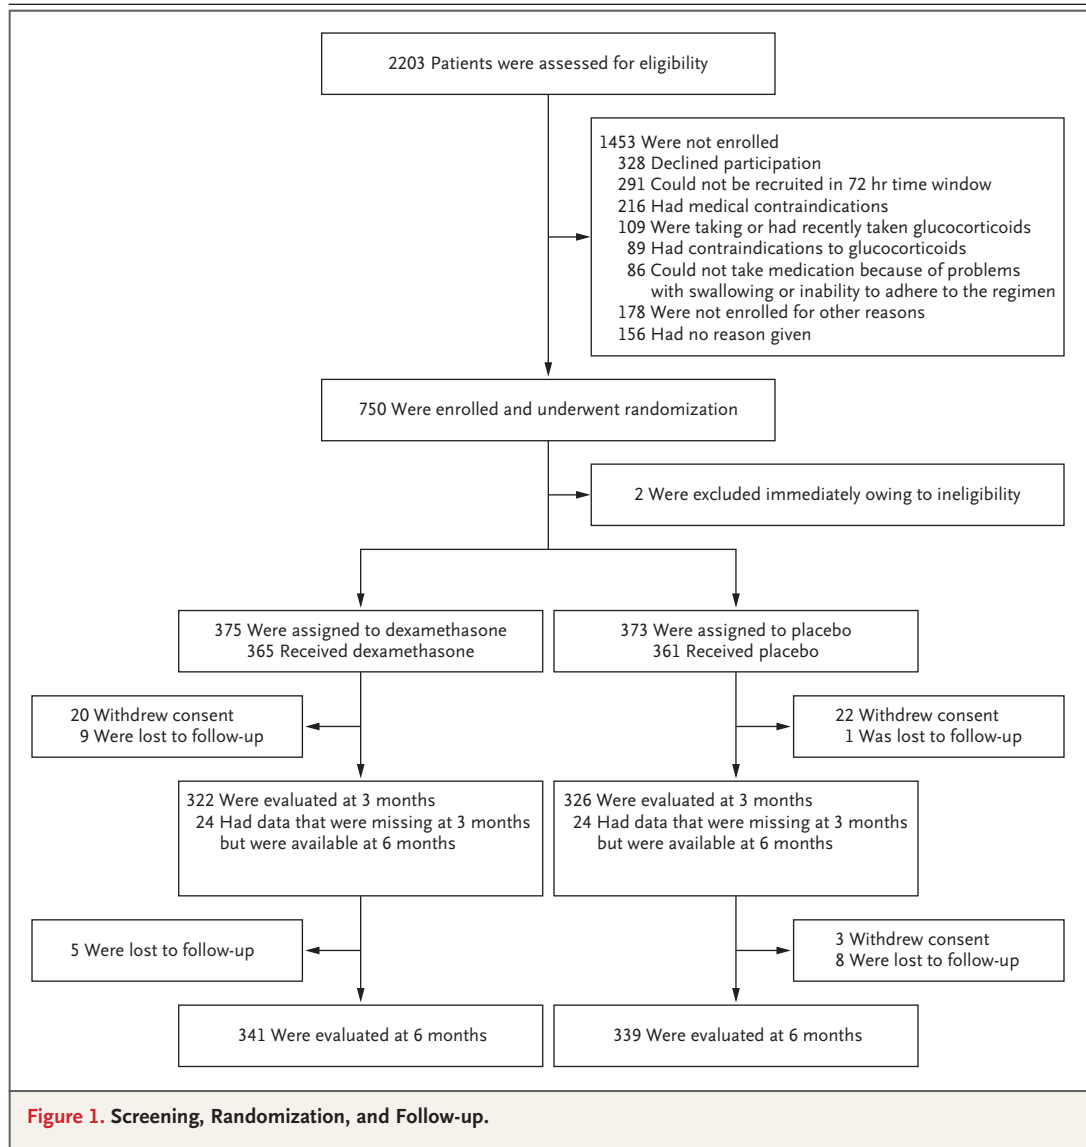 2203 Patients were assessed for eligibility
1453 Were not enrolled
328 Declined participation
291 Could not be recruited in 72 hr time window
216 Had medical contraindications
109 Were taking or had recently taken glucocorticoids
89 Had contraindications to glucocorticoids
86 Could not take medication because of problems
with swallowing or inability to adhere to the regimen
178 Were not enrolled for other reasons
156 Had no reason given
750 Were enrolled and underwent randomization
2 Were excluded immediately owing to ineligibility
375 Were assigned to dexamethasone
365 Received dexamethasone
373 Were assigned to placebo
361 Received placebo
20 Withdrew consent
9 Were lost to follow-up
22 Withdrew consent
1 Was lost to follow-up
322 Were evaluated at 3 months
24 Had data that were missing at 3 months
but were available at 6 months
326 Were evaluated at 3 months
24 Had data that were missing at 3 months
but were available at 6 months
5 Were lost to follow-up
3 Withdrew consent
8 Were lost to follow-up
341 Were evaluated at 6 months
339 Were evaluated at 6 months
Figure 1. Screening, Randomization, and Follow-up.